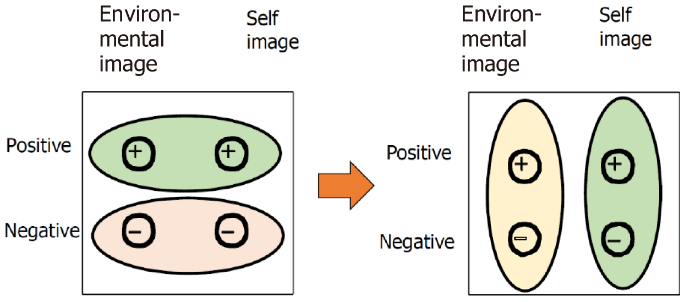 Environ-
mental
image
Self
image
Positive
+ +
Negative
− −
Environ-
mental
image
Self
image
Positive
+ +
Negative
− −